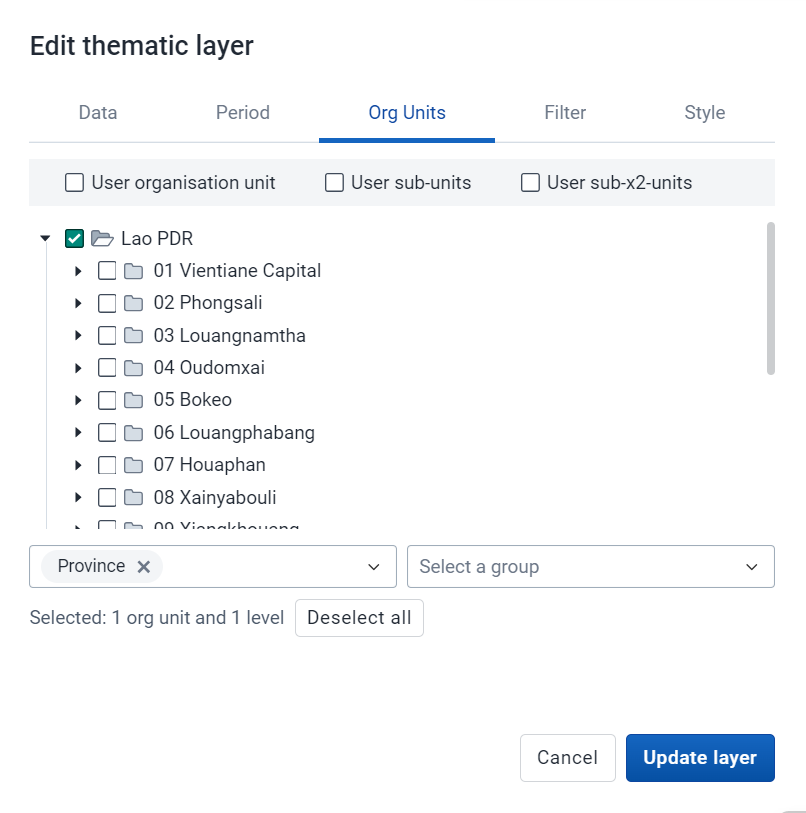 Edit thematic layer
Data Period Org Units Filter Style
User organisation unit User sub-units User sub-x2-units
Lao PDR
01 Vientiane Capital
02 Phongsali
03 Louangnamtha
04 Oudomxai
05 Bokeo
06 Louangphabang
07 Houaphan
08 Xainyabouli
09 Xiangkhouang
Province Select a group
Selected: 1 org unit and 1 level Deselect all
Cancel Update layer